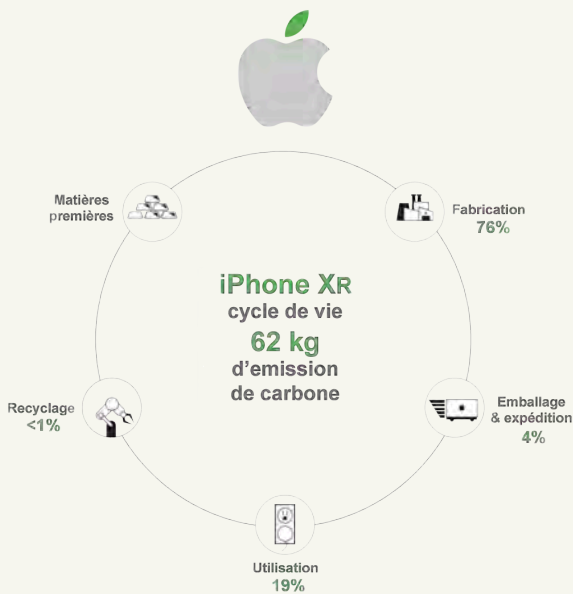 Matières
premières
Fabrication
76%
iPhone XR
cycle de vie
62 kg
d'emission
de carbone
Recyclage
<1%
Emballage
& expédition
4%
Utilisation
19%